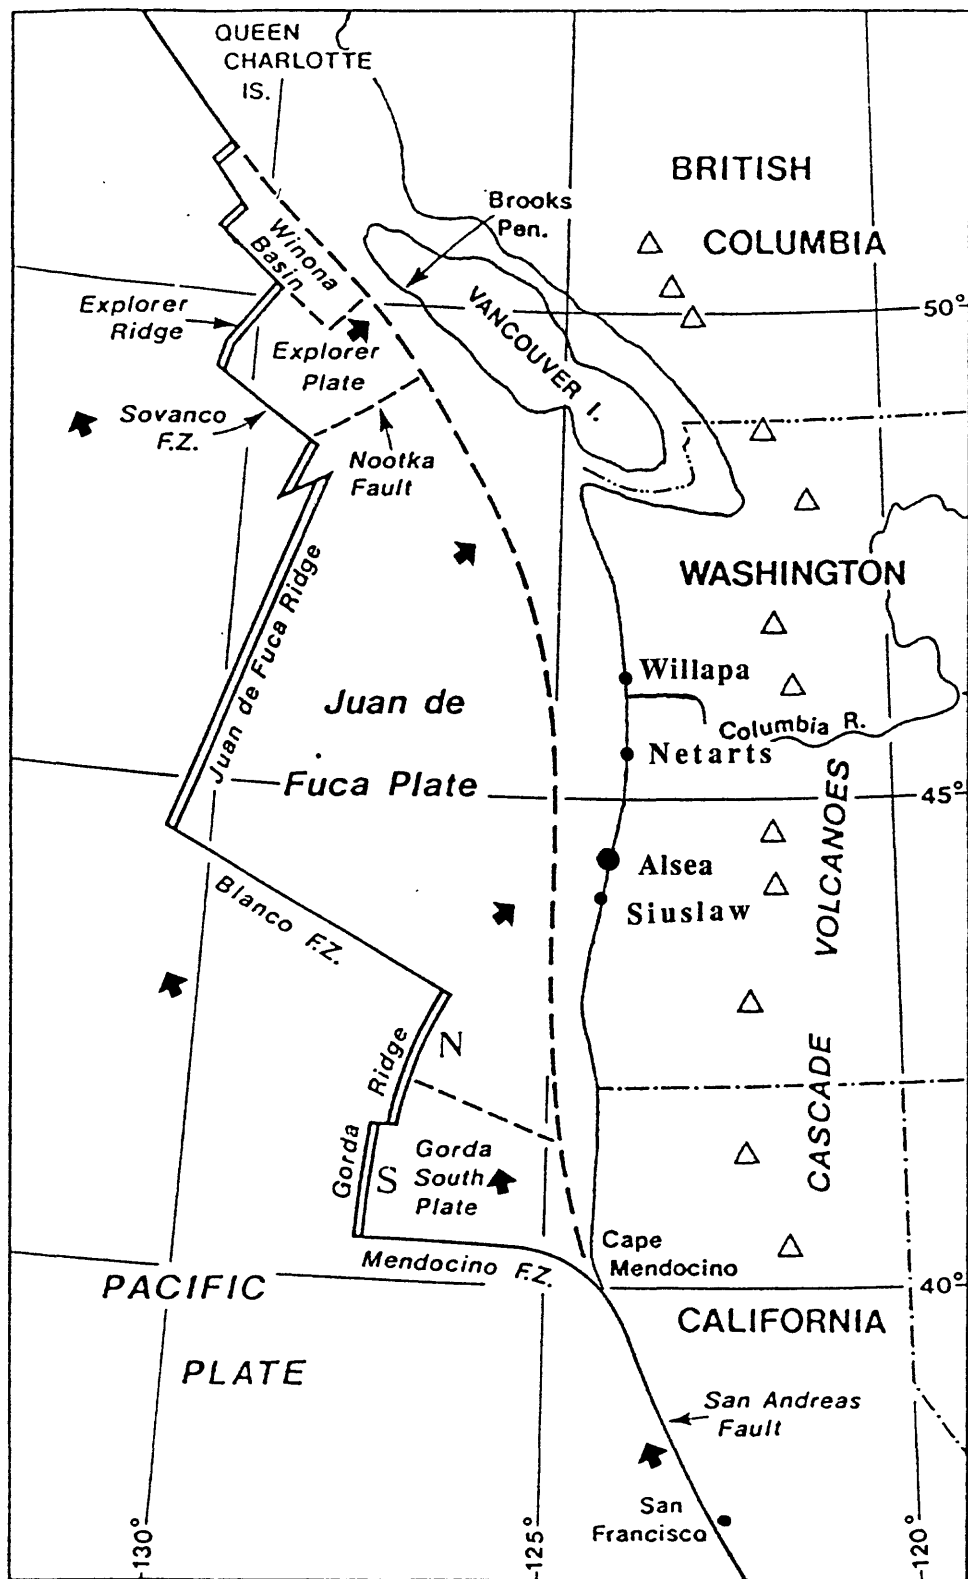 QUEEN
CHARLOTTE
IS.
BRITISH
COLUMBIA
Brooks
Pen.
Winona
Basin
VANCOUVER I.
50°
Explorer
Ridge
Explorer
Plate
Sovanco
F.Z.
Nootka
Fault
WASHINGTON
Juan de Fuca Ridge
Willapa
Juan de
Fuca Plate
Columbia R.
Netarts
45°
Alsea
Siuslaw
CASCADE VOLCANOES
Blanco F.Z.
N
Gorda Ridge
S
Gorda
South
Plate
Cape
Mendocino
Mendocino F.Z.
40°
PACIFIC
PLATE
CALIFORNIA
San Andreas
Fault
San
Francisco
-130°
-125°
-120°